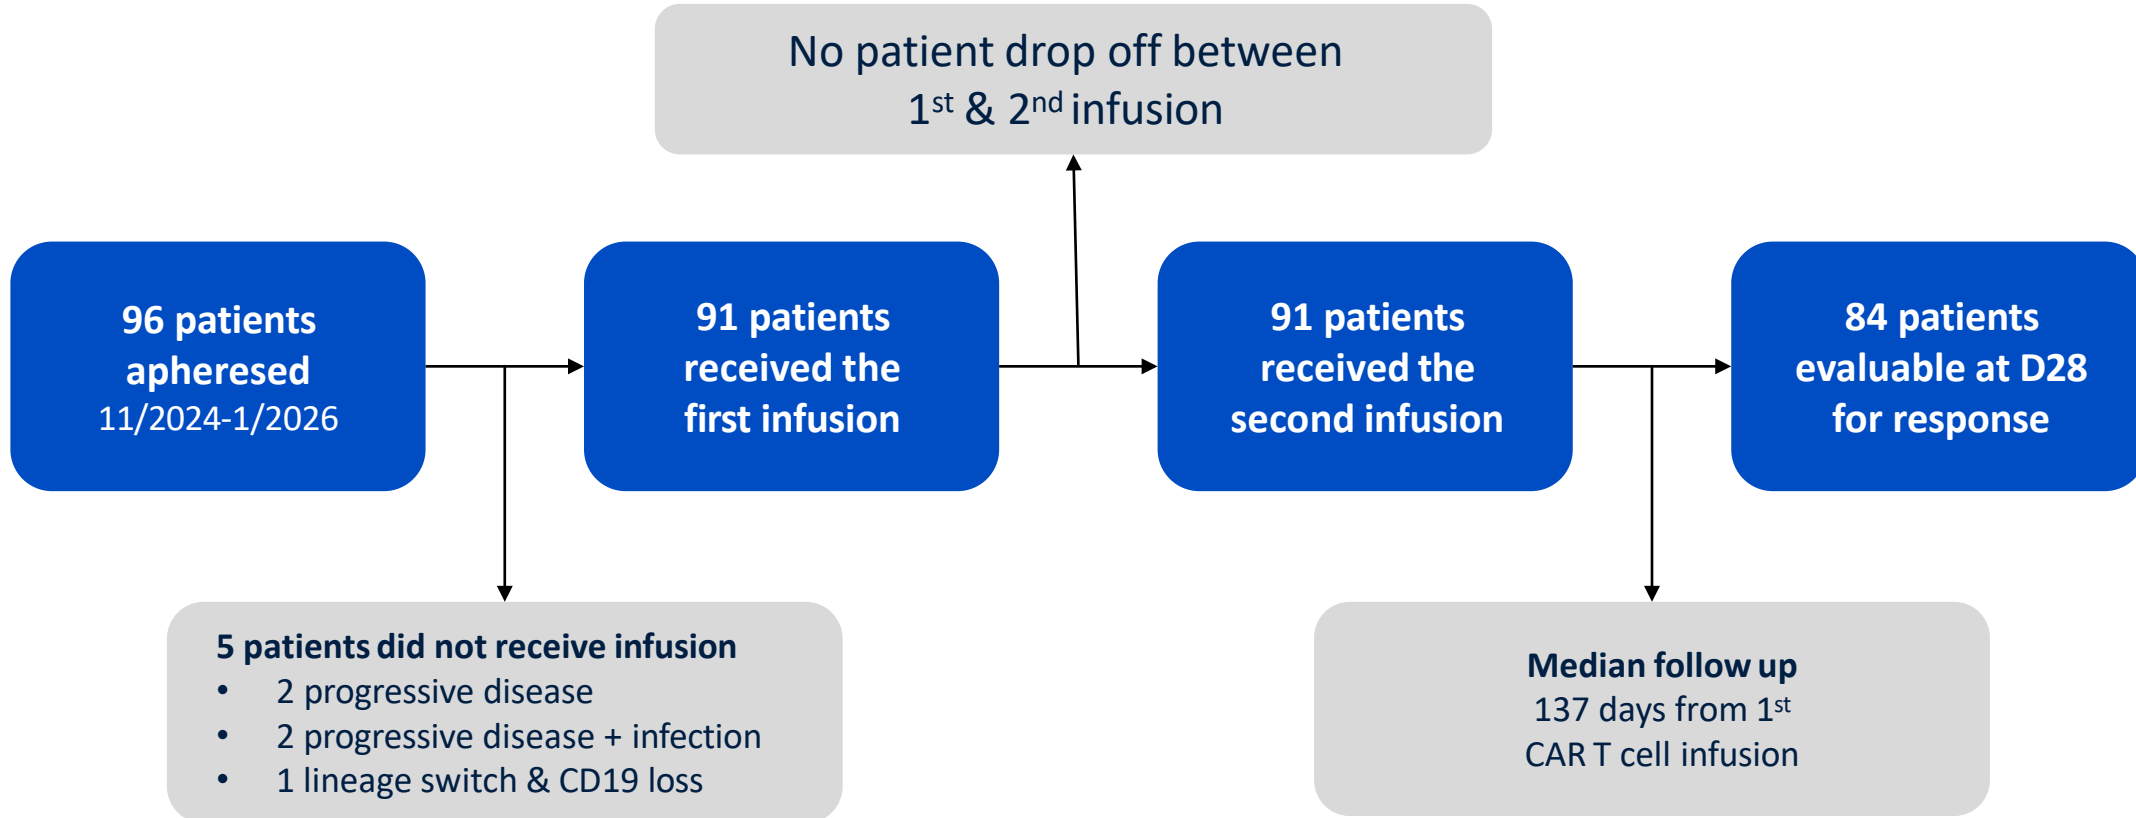 No patient drop off between
1st & 2nd infusion
96 patients
apheresed
11/2024-1/2026
91 patients
received the
first infusion
91 patients
received the
second infusion
84 patients
evaluable at D28
for response
5 patients did not receive infusion
• 2 progressive disease
• 2 progressive disease + infection
• 1 lineage switch & CD19 loss
Median follow up
137 days from 1st
CAR T cell infusion